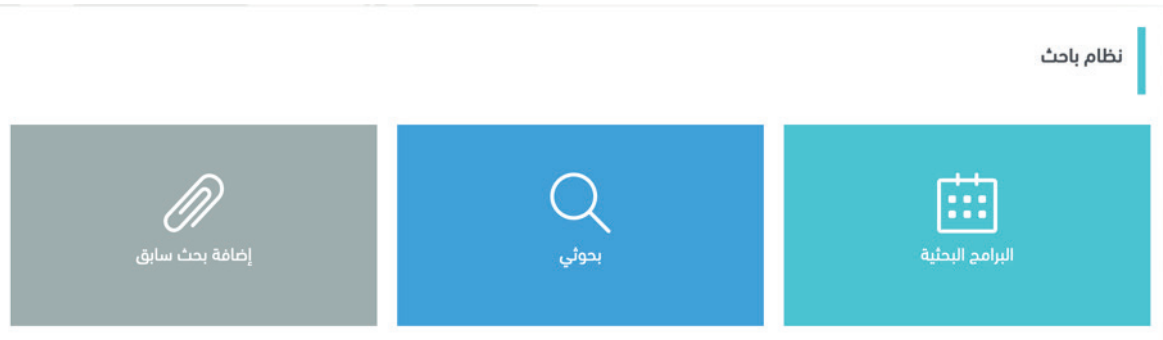 نظام باحث
البرامج البحثية
بحوثي
إضافة بحث سابق